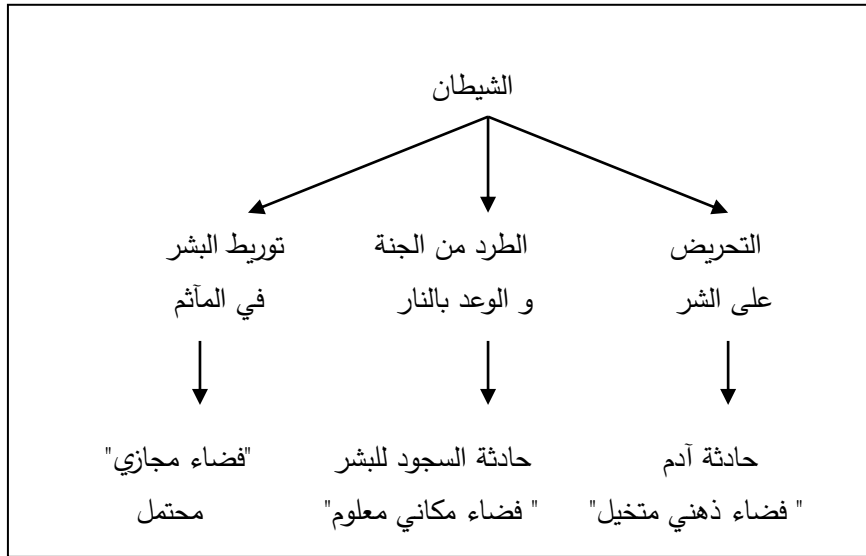 الشيطان
التحريض
على الشر
الطرد من الجنة
و الوعد بالنار
توريط البشر
في المآثم
حادثة آدم
" فضاء ذهني متخيل"
حادثة السجود للبشر
" فضاء مكاني معلوم"
"فضاء مجازي"
محتمل